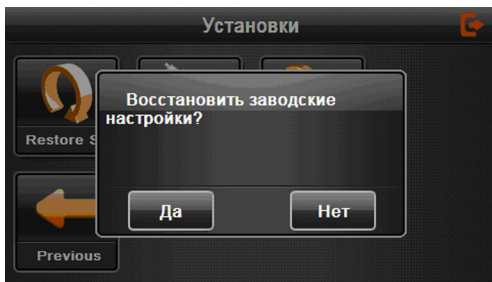 Установки
Восстановить заводские
настройки?
Restore S
Да
Нет
Previous